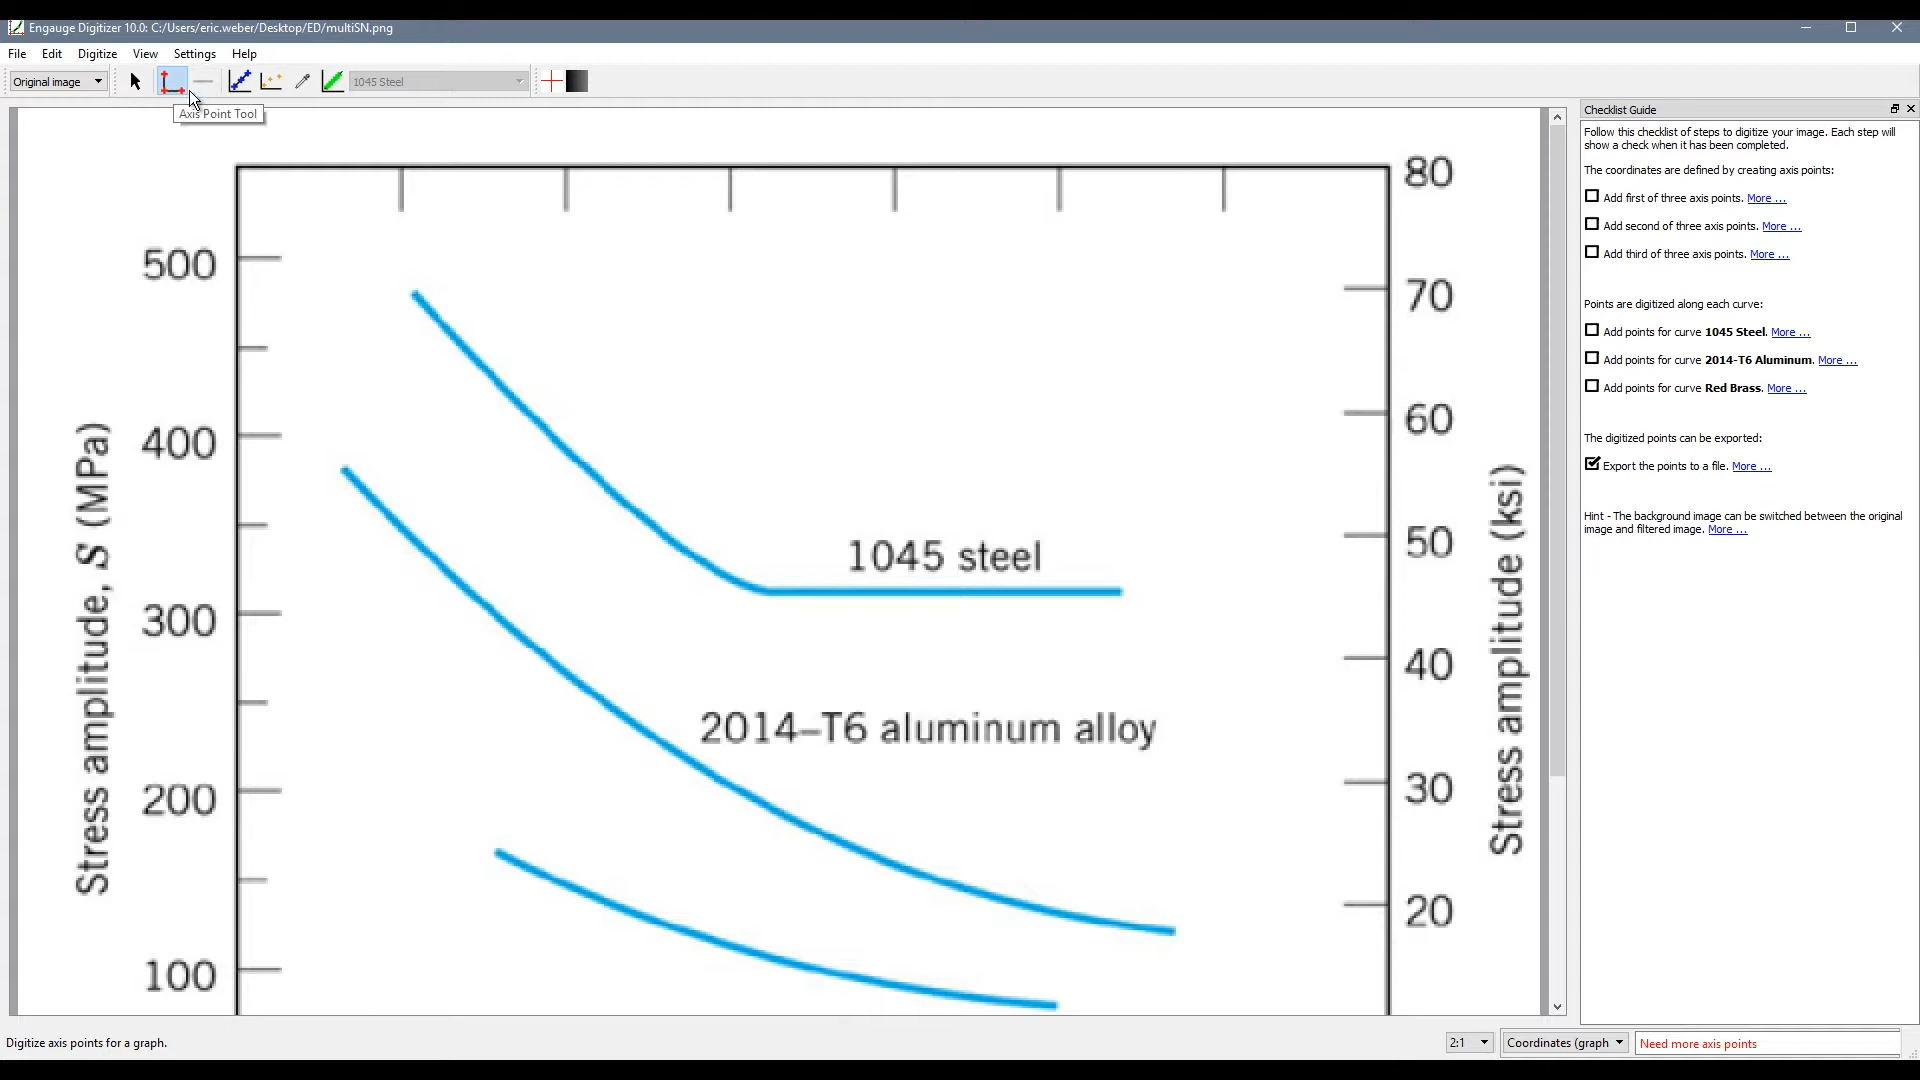 Engauge Digitizer 10.0: C:/Users/eric.weber/Desktop/ED/multiSN.png
File Edit Digitize View Settings Help
Original image
1045 Steel
Axis Point Tool
80
500
70
60
400
50
1045 steel
300
40
2014–T6 aluminum alloy
200
30
20
100
Stress amplitude, S (MPa)
Stress amplitude (ksi)
Checklist Guide
Follow this checklist of steps to digitize your image. Each step will
show a check when it has been completed.
The coordinates are defined by creating axis points:
Add first of three axis points. More ...
Add second of three axis points. More ...
Add third of three axis points. More ...
Points are digitized along each curve:
Add points for curve 1045 Steel. More ...
Add points for curve 2014-T6 Aluminum. More ...
Add points for curve Red Brass. More ...
The digitized points can be exported:
Export the points to a file. More ...
Hint - The background image can be switched between the original
image and filtered image. More ...
Digitize axis points for a graph.
2:1
Coordinates (graph
Need more axis points